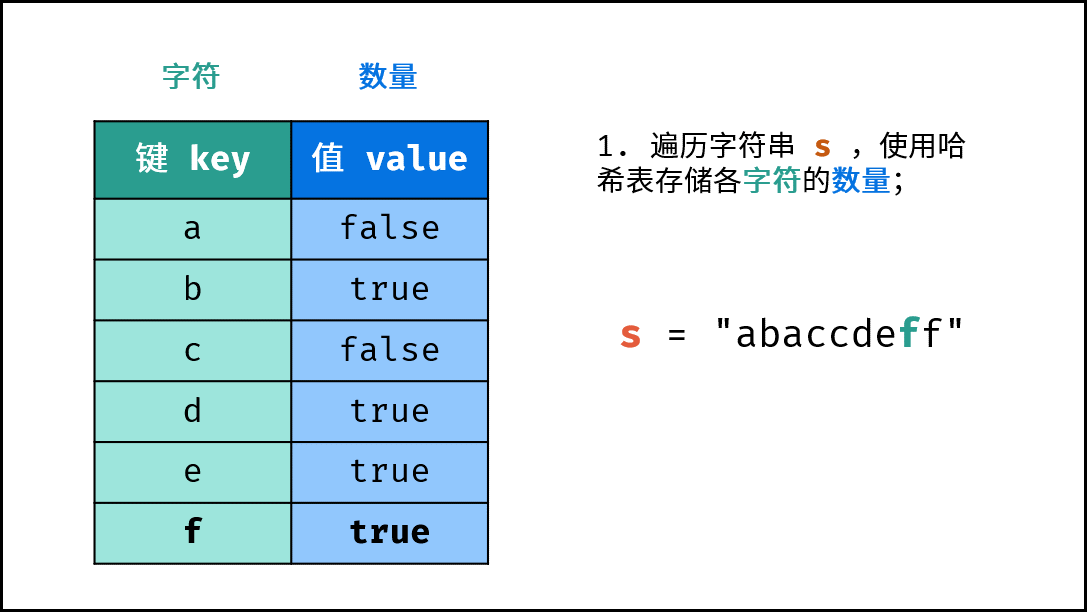 字符 数量
键 key 值 value
a false
b true
c false
d true
e true
f true
1. 遍历字符串 s ，使用哈
希表存储各字符的数量；
s = "abaccdeff"